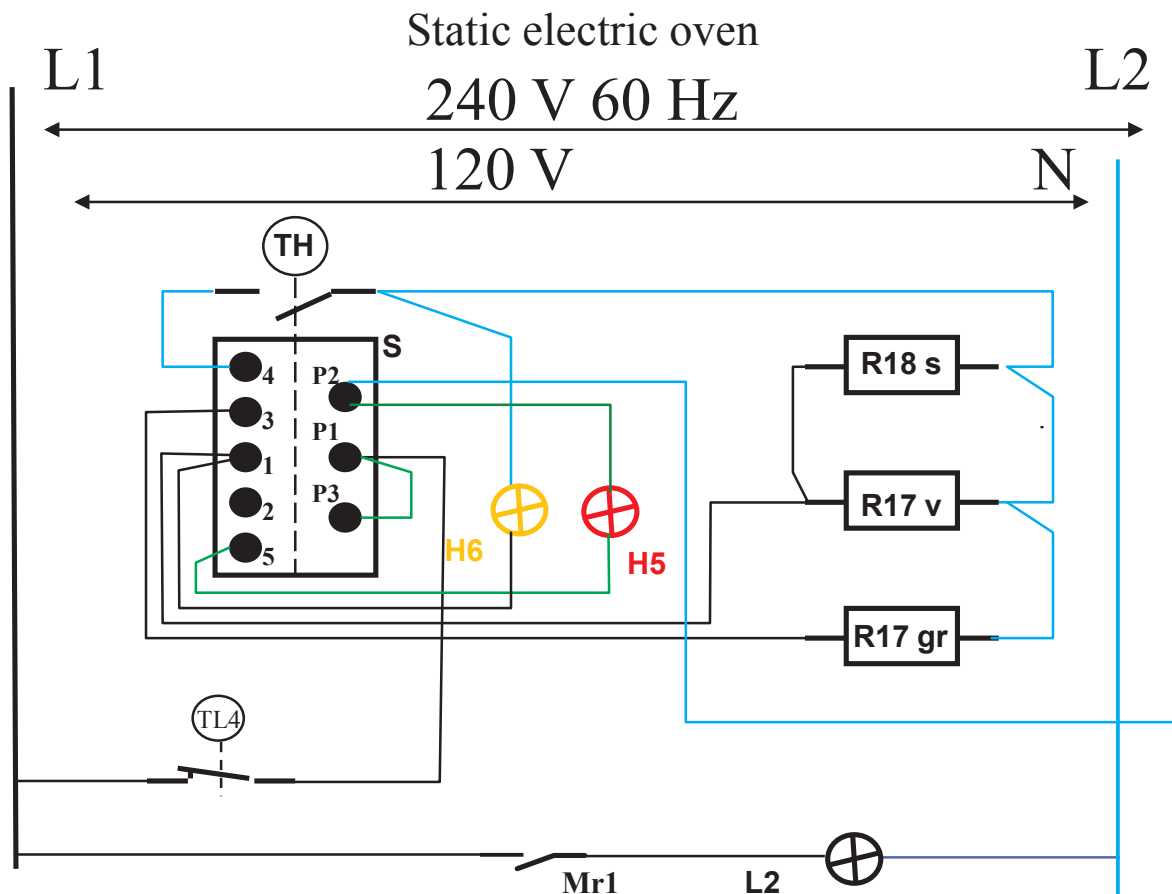 Static electric oven
L1
L2
240 V 60 Hz
120 V
N
TH
S
4
P2
3
P1
1
P3
2
5
H6
H5
R18 s
R17 v
R17 gr
TL4
Mr1
L2